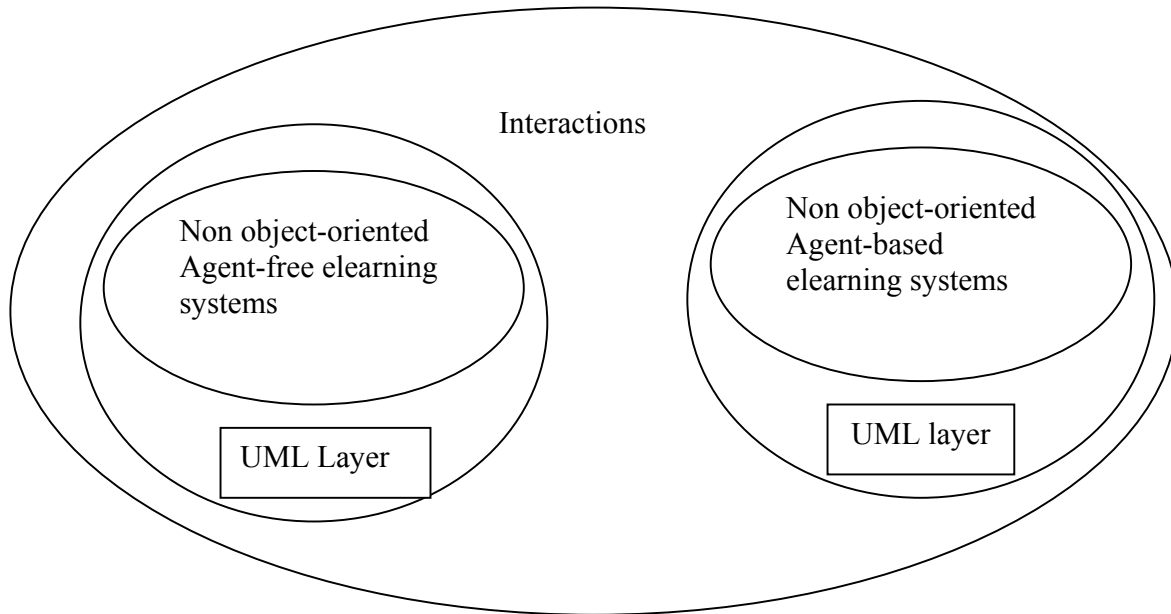 Interactions
Non object-oriented
Agent-free elearning
systems
UML Layer
Non object-oriented
Agent-based
elearning systems
UML layer